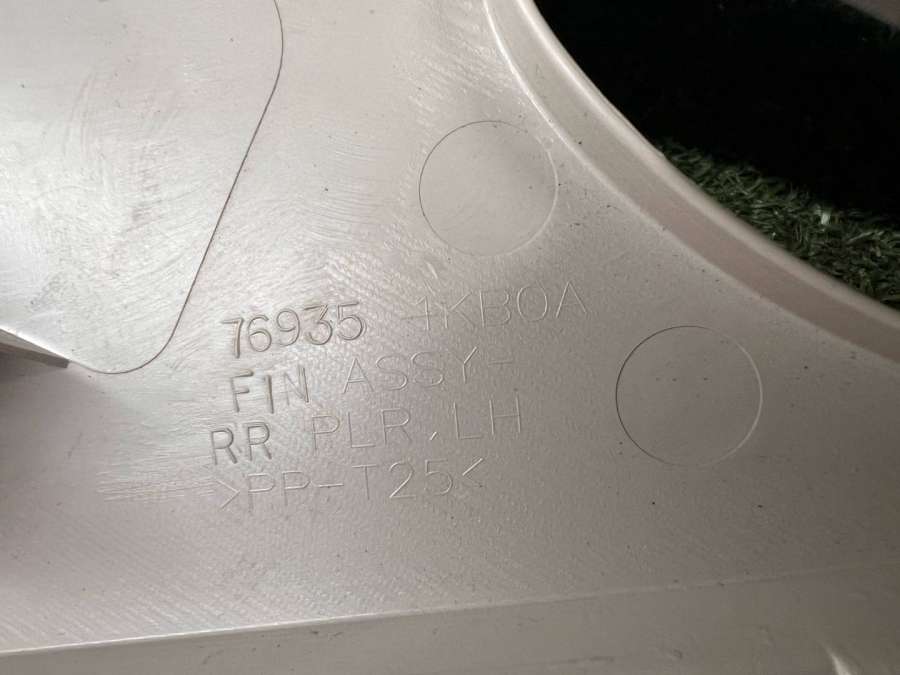 76935 4KB0A
FIN ASSY-
RR PLR,LH
>PP-T25<